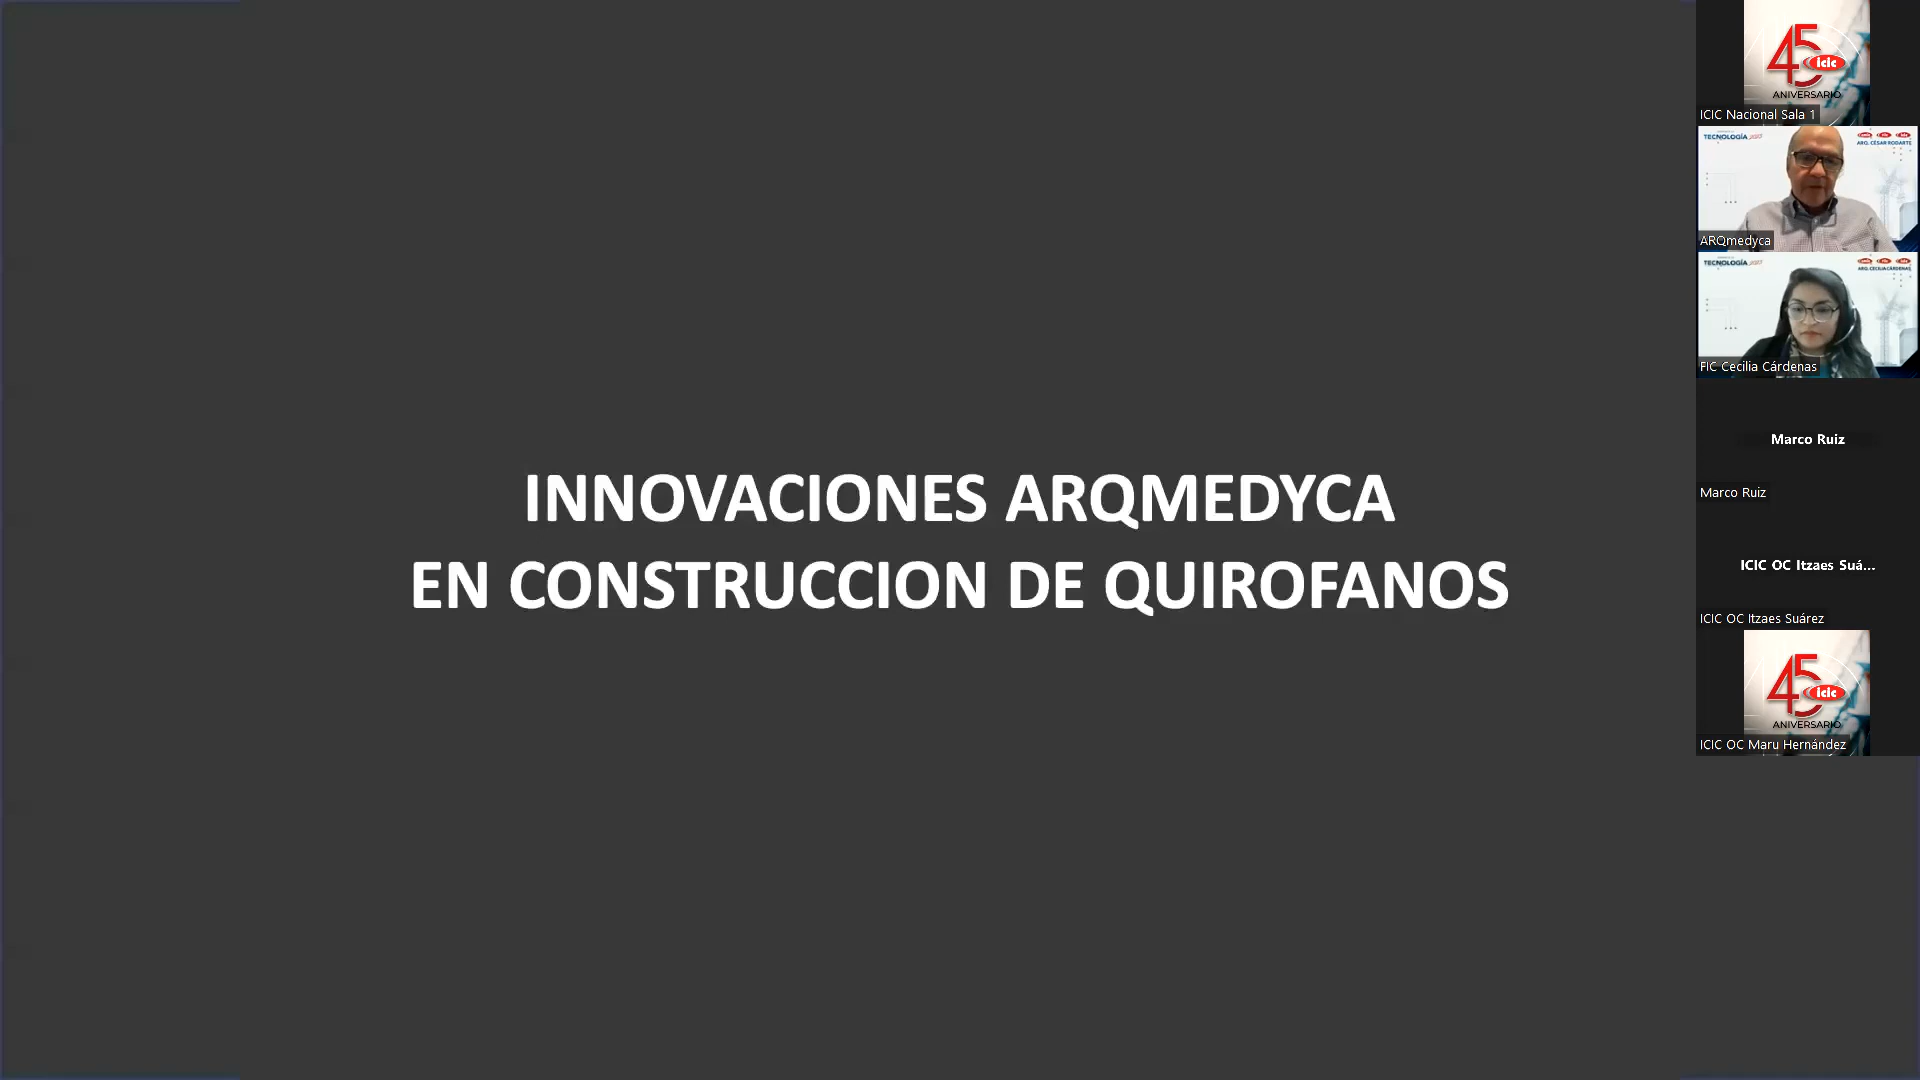 INNOVACIONES ARQMEDYCA
EN CONSTRUCCION DE QUIROFANOS
45
icic
ANIVERSARIO
ICIC Nacional Sala 1
TECNOLOGÍA
ARQ. CÉSAR RODARTE
ARQmedyca
TECNOLOGÍA
ARQ. CECILIA CÁRDENAS
FIC Cecilia Cárdenas
Marco Ruiz
Marco Ruiz
ICIC OC Itzaes Suá...
ICIC OC Itzaes Suárez
45
icic
ANIVERSARIO
ICIC OC Maru Hernández